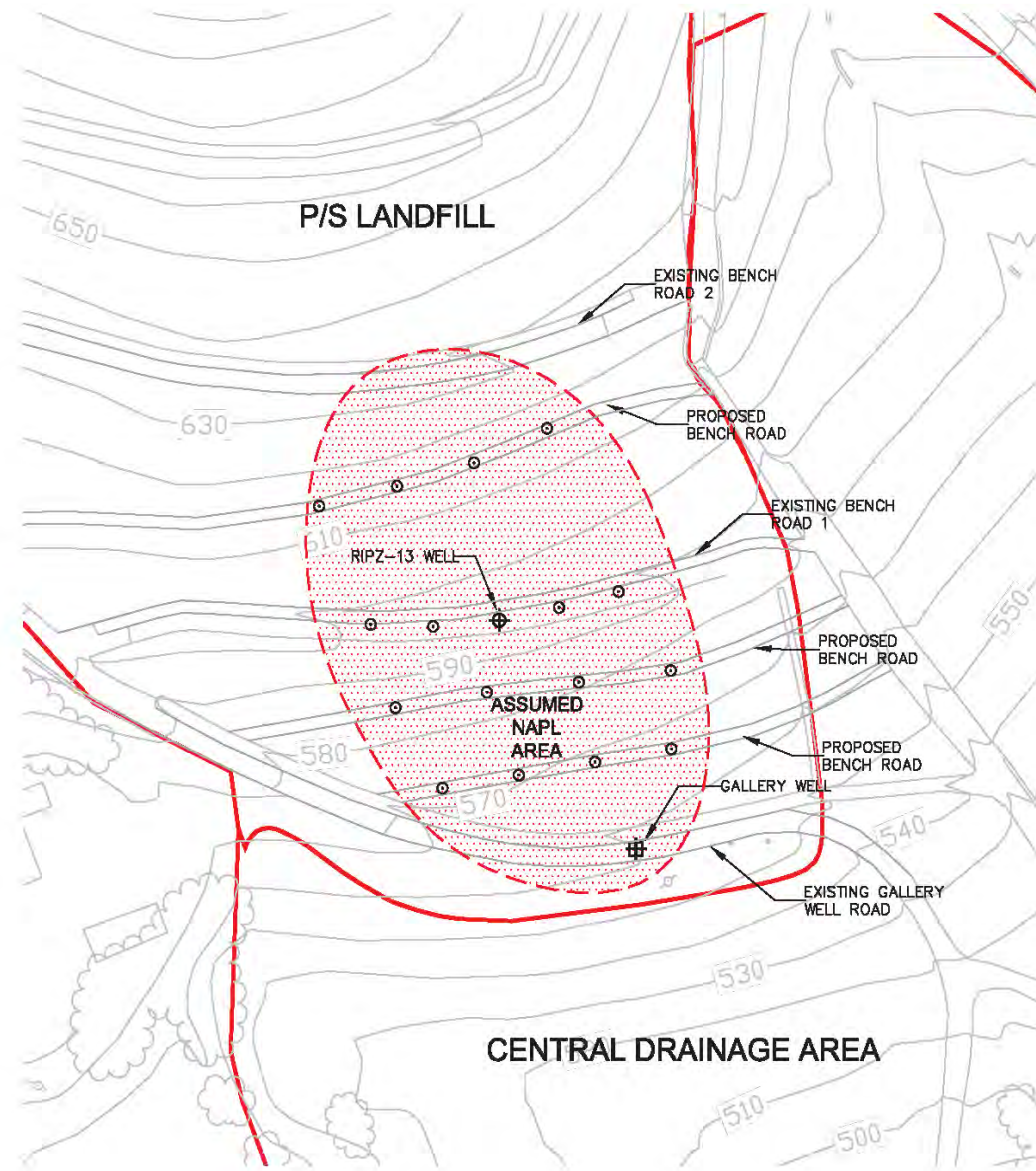 650
P/S LANDFILL
EXISTING BENCH
ROAD 2
630
PROPOSED
BENCH ROAD
610
EXISTING BENCH
ROAD 1
RIPZ-13 WELL
550
590
PROPOSED
BENCH ROAD
ASSUMED
NAPL
AREA
580
PROPOSED
BENCH ROAD
570
GALLERY WELL
540
EXISTING GALLERY
WELL ROAD
530
CENTRAL DRAINAGE AREA
510
500